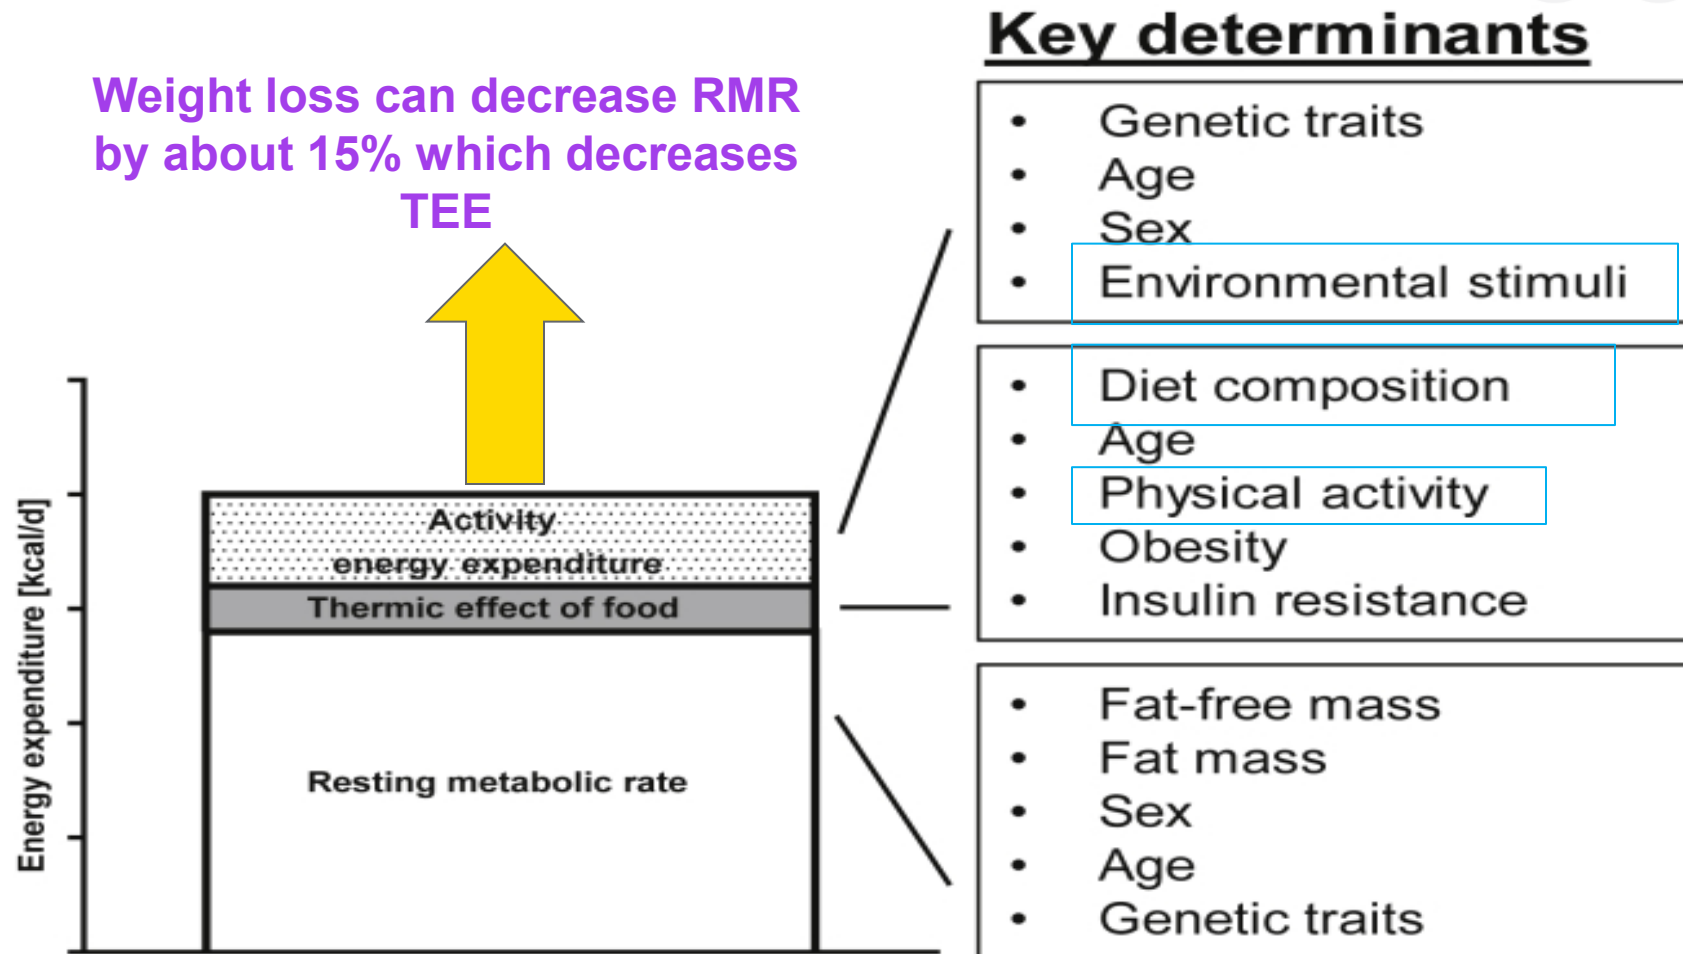 Key determinants
Weight loss can decrease RMR
by about 15% which decreases
TEE
• Genetic traits
• Age
• Sex
• Environmental stimuli
• Diet composition
• Age
• Physical activity
• Obesity
• Insulin resistance
• Fat-free mass
• Fat mass
• Sex
• Age
• Genetic traits
Energy expenditure [kcal/d]
Activity
energy expenditure
Thermic effect of food
Resting metabolic rate